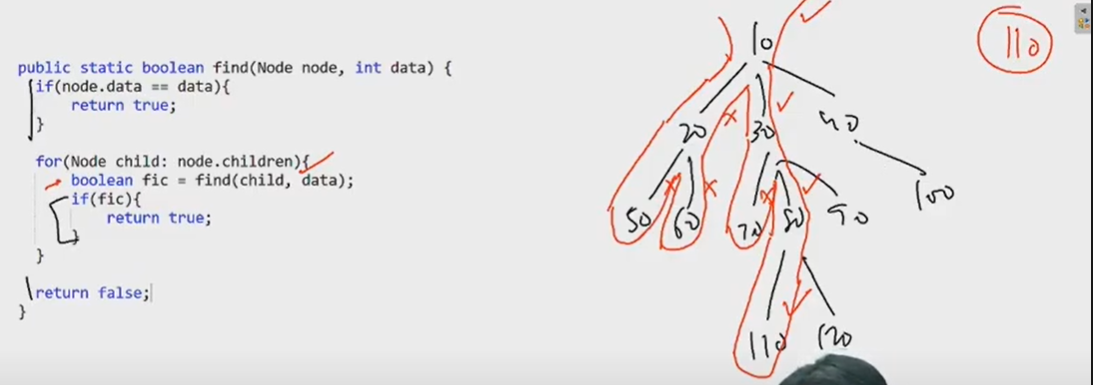 public static boolean find(Node node, int data) {
if(node.data == data){
return true;
}
for(Node child: node.children){
boolean fic = find(child, data);
if(fic){
return true;
}
}
return false;
}
10
110
20 30 40
50 60 70 80 90 100
110 120